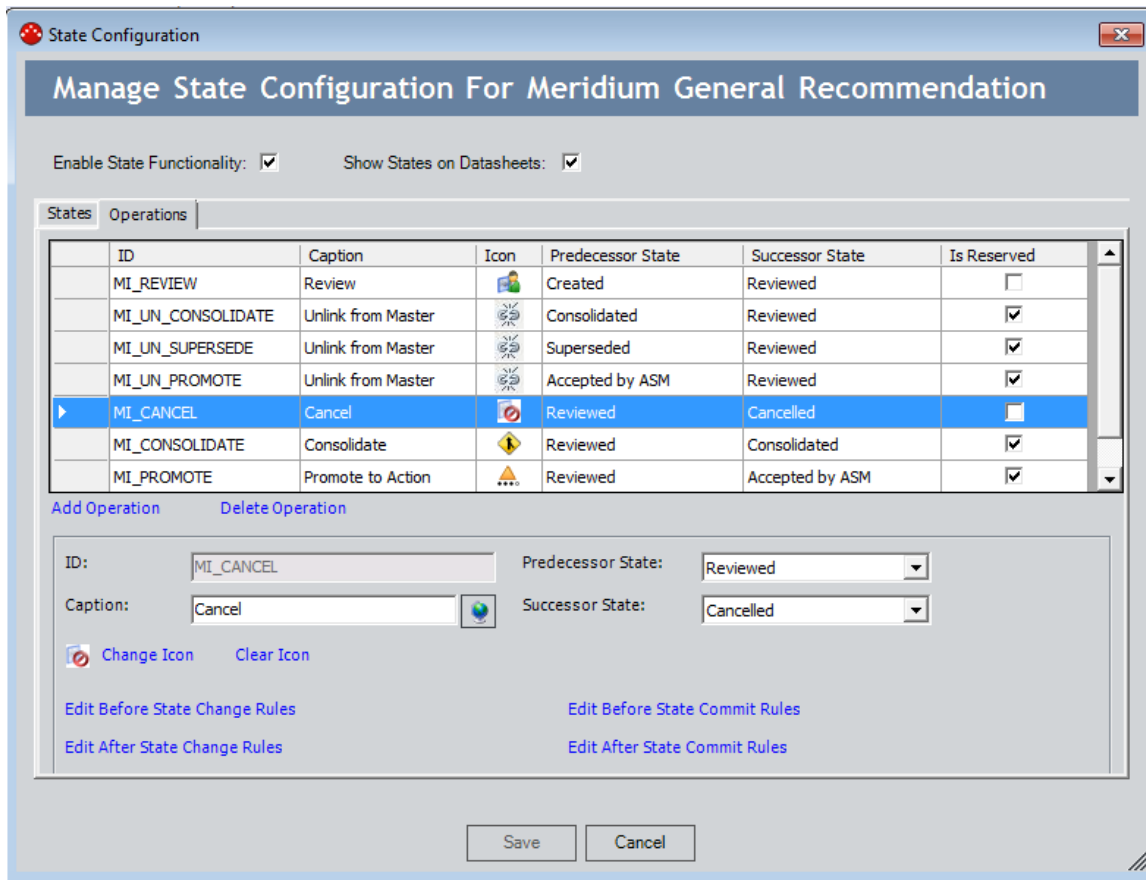 State Configuration
Manage State Configuration For Meridium General Recommendation
Enable State Functionality: Show States on Datasheets:
States Operations
ID Caption Icon Predecessor State Successor State Is Reserved
MI_REVIEW Review Created Reviewed
MI_UN_CONSOLIDATE Unlink from Master Consolidated Reviewed
MI_UN_SUPERSEDE Unlink from Master Superseded Reviewed
MI_UN_PROMOTE Unlink from Master Accepted by ASM Reviewed
MI_CANCEL Cancel Reviewed Cancelled
MI_CONSOLIDATE Consolidate Reviewed Consolidated
MI_PROMOTE Promote to Action Reviewed Accepted by ASM
Add Operation Delete Operation
ID: MI_CANCEL Predecessor State: Reviewed
Caption: Cancel Successor State: Cancelled
Change Icon Clear Icon
Edit Before State Change Rules Edit Before State Commit Rules
Edit After State Change Rules Edit After State Commit Rules
Save Cancel